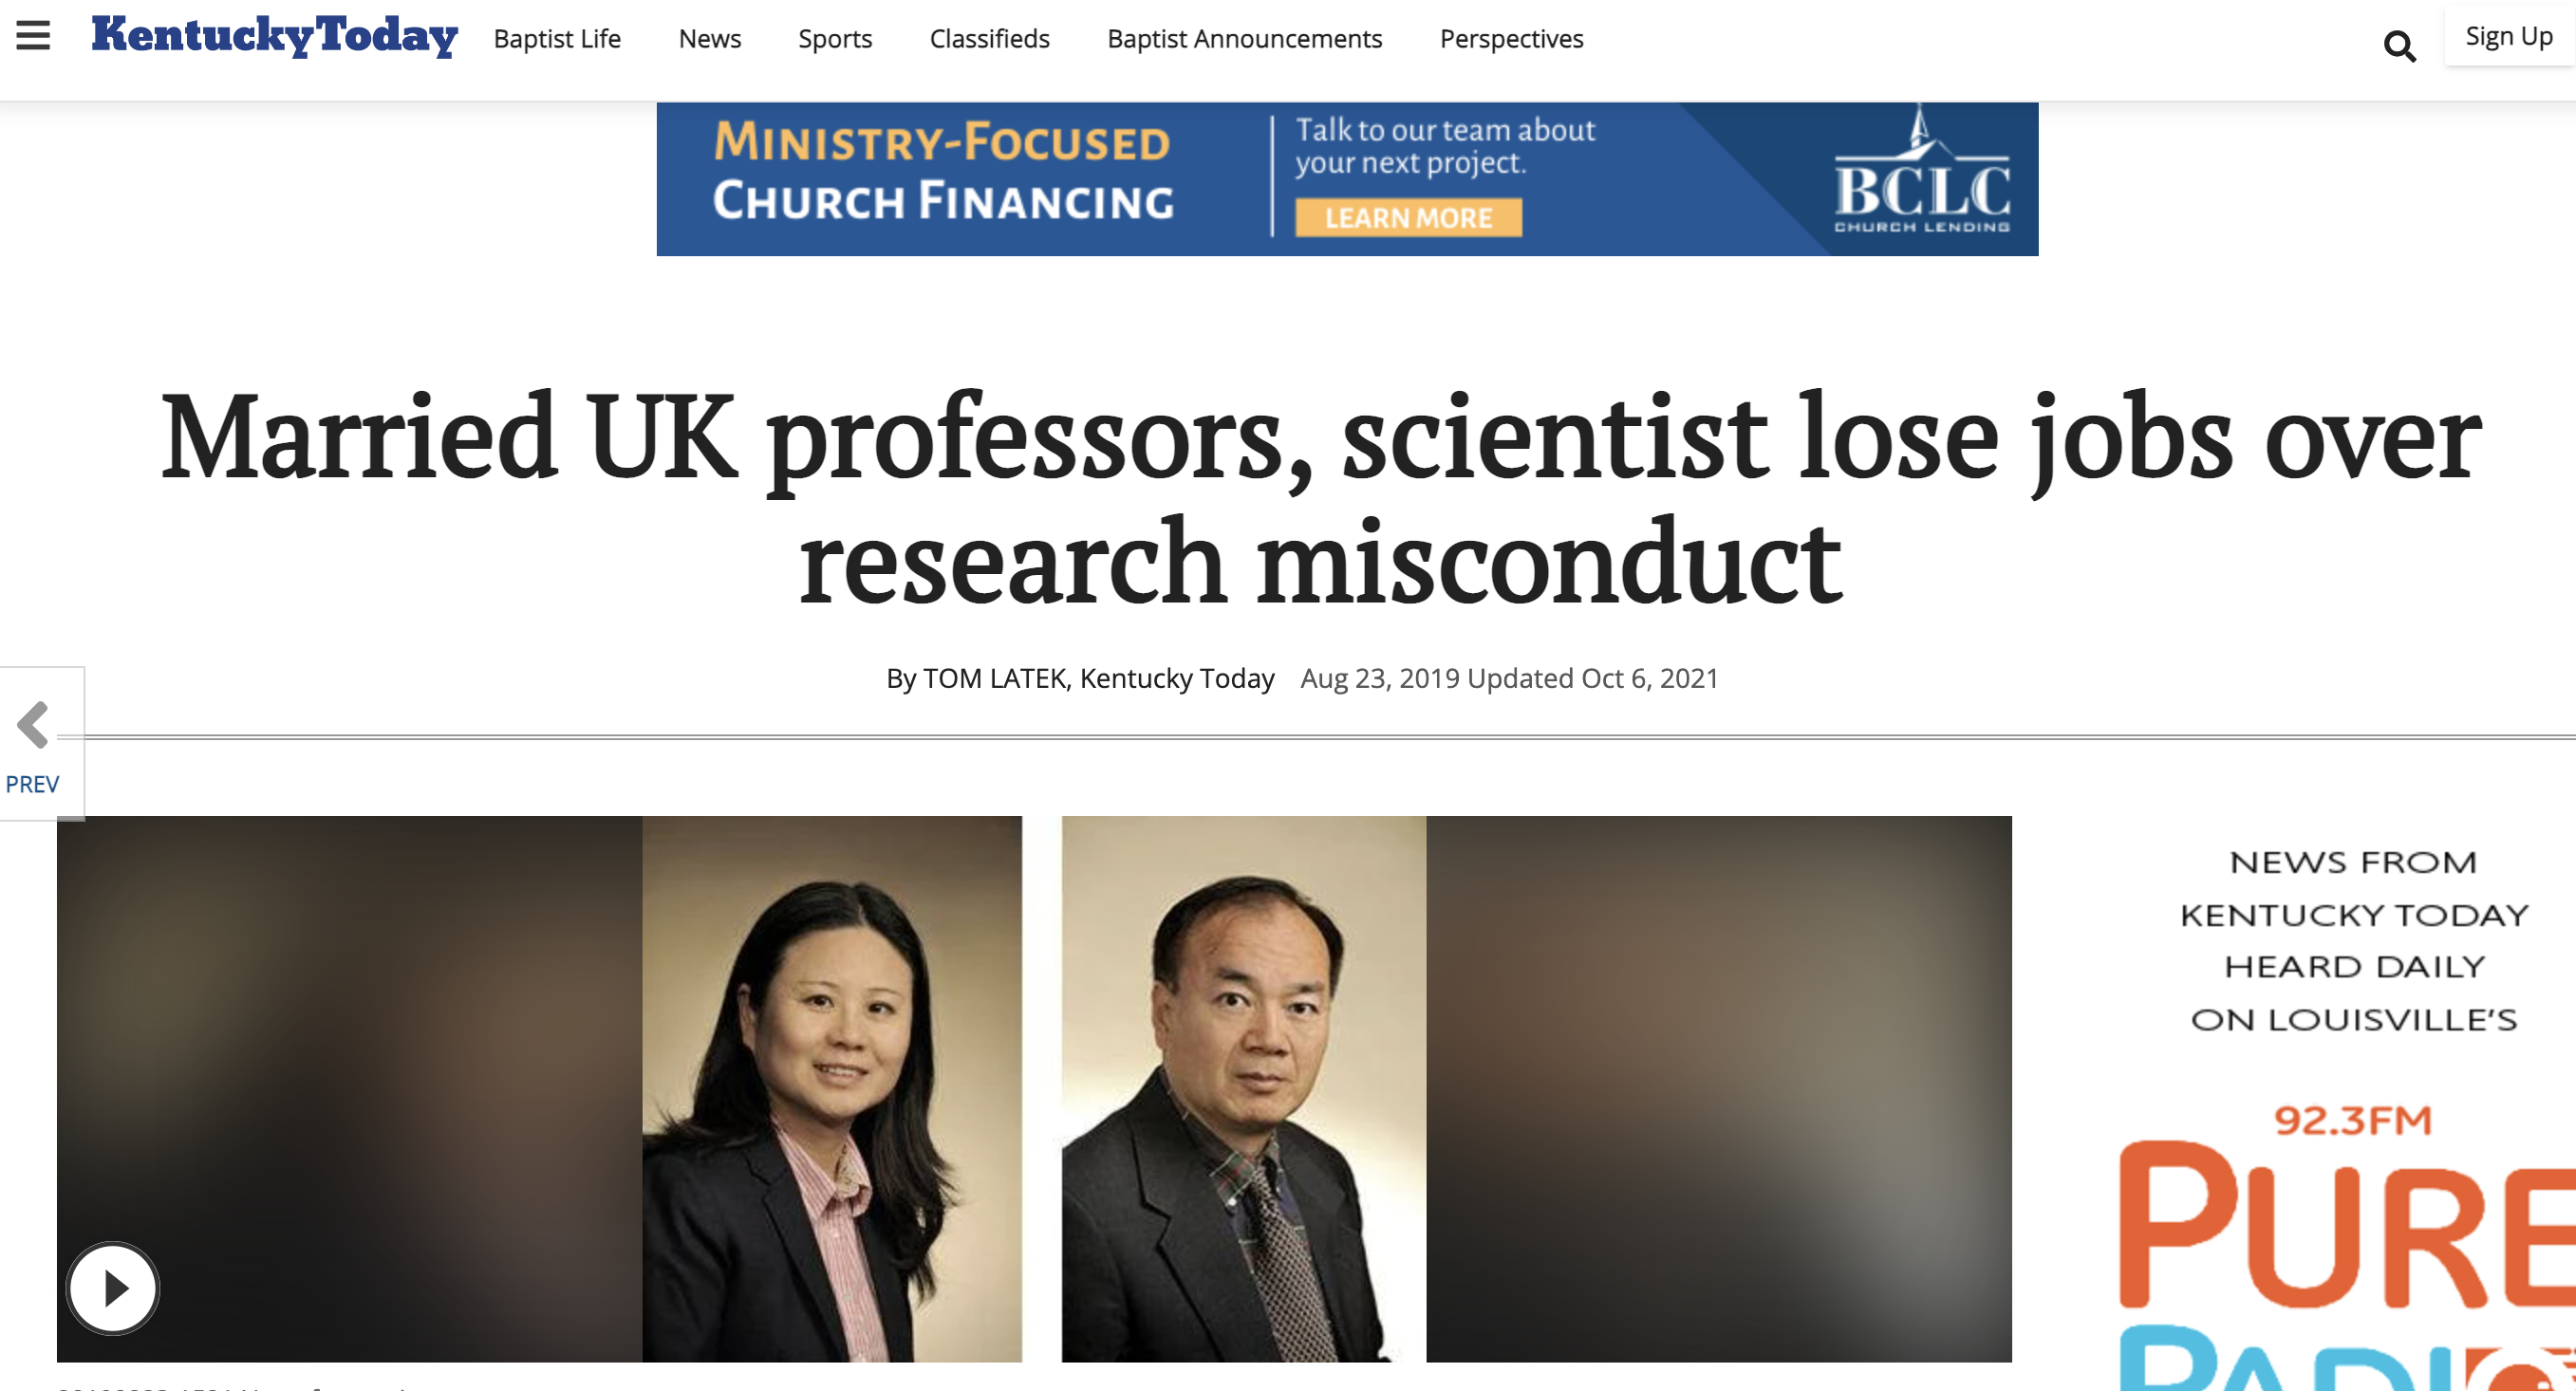 KentuckyToday
Baptist Life
News
Sports
Classifieds
Baptist Announcements
Perspectives
Sign Up
MINISTRY-FOCUSED
CHURCH FINANCING
Talk to our team about
your next project.
LEARN MORE
BCLC
CHURCH LENDING
Married UK professors, scientist lose jobs over
research misconduct
By TOM LATEK, Kentucky Today Aug 23, 2019 Updated Oct 6, 2021
PREV
NEWS FROM
KENTUCKY TODAY
HEARD DAILY
ON LOUISVILLE'S
92.3FM
PURE